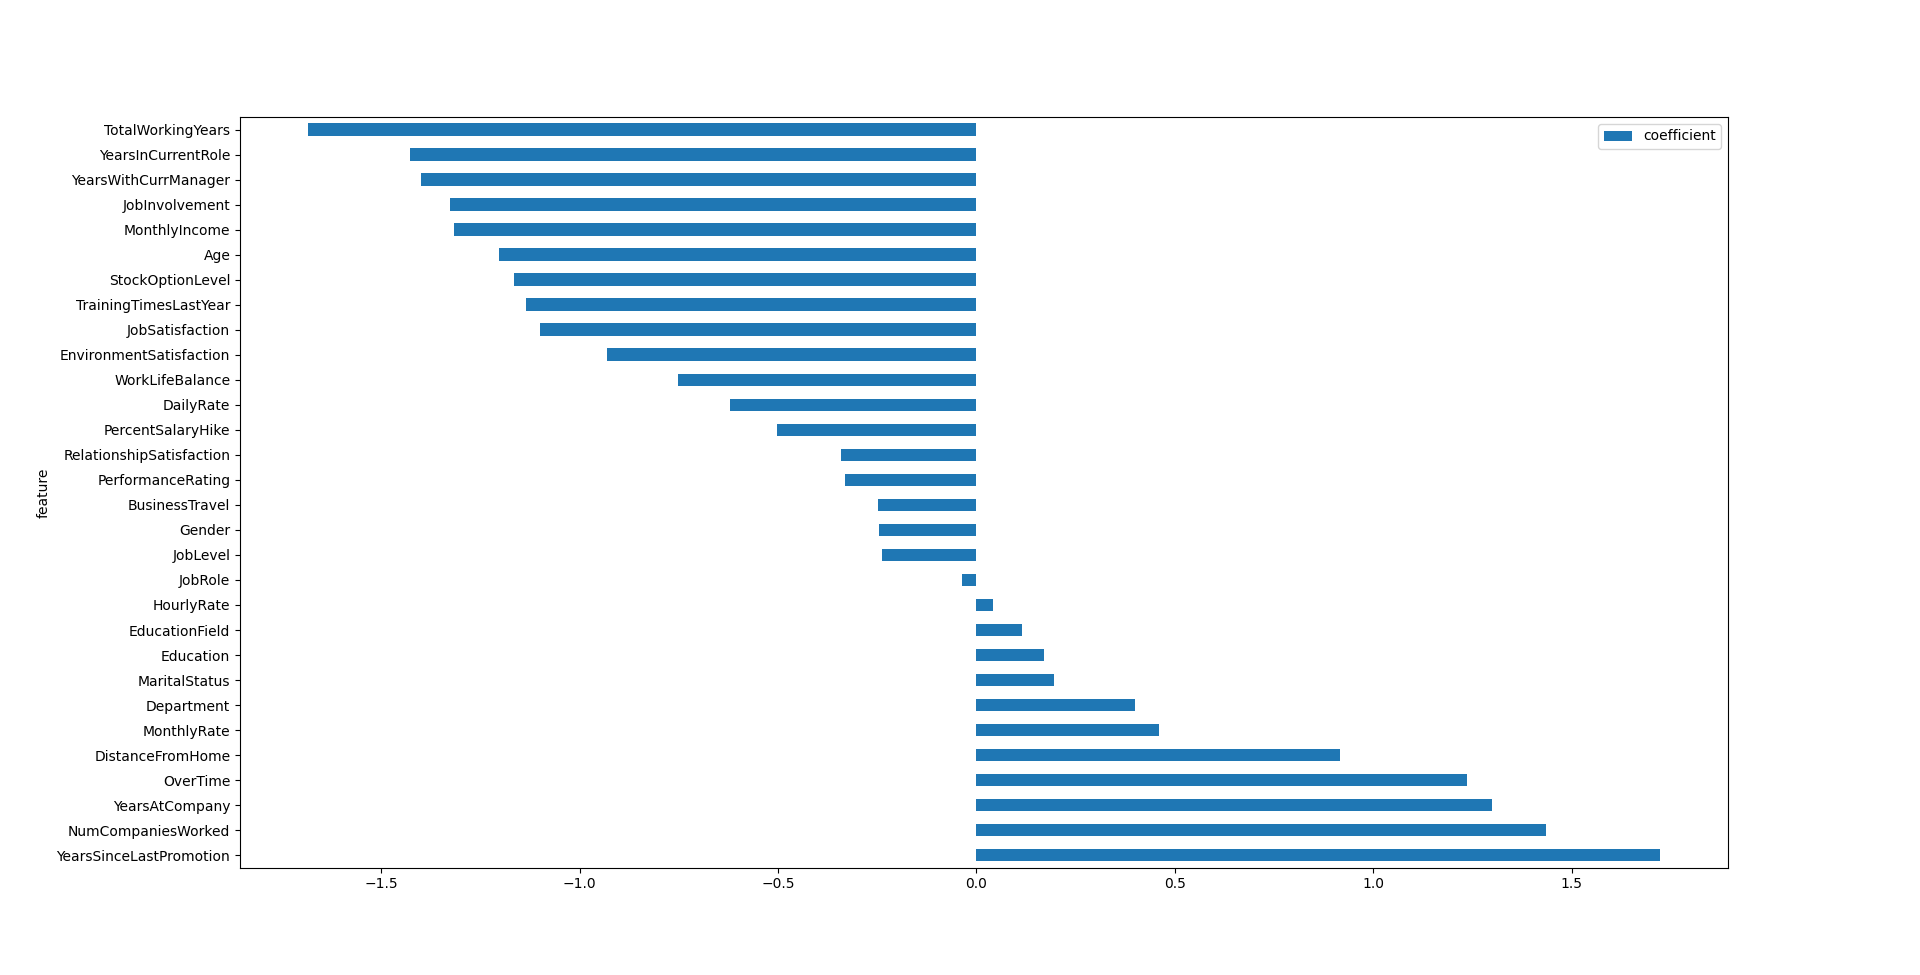 coefficient
TotalWorkingYears
YearsInCurrentRole
YearsWithCurrManager
JobInvolvement
MonthlyIncome
Age
StockOptionLevel
TrainingTimesLastYear
JobSatisfaction
EnvironmentSatisfaction
WorkLifeBalance
DailyRate
PercentSalaryHike
RelationshipSatisfaction
PerformanceRating
BusinessTravel
Gender
JobLevel
JobRole
HourlyRate
EducationField
Education
MaritalStatus
Department
MonthlyRate
DistanceFromHome
OverTime
YearsAtCompany
NumCompaniesWorked
YearsSinceLastPromotion
feature
−1.5 −1.0 −0.5 0.0 0.5 1.0 1.5